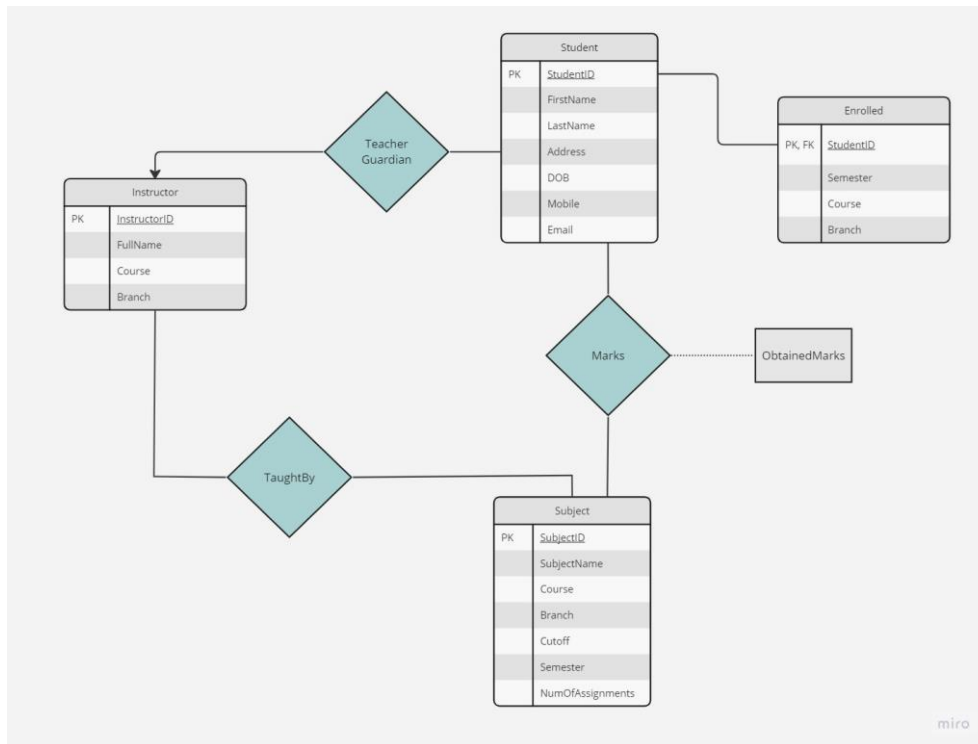 Student
PK StudentID
FirstName
LastName
Address
DOB
Mobile
Email
Enrolled
PK, FK StudentID
Semester
Course
Branch
Teacher
Guardian
Instructor
PK InstructorID
FullName
Course
Branch
Marks
ObtainedMarks
TaughtBy
Subject
PK SubjectID
SubjectName
Course
Branch
Cutoff
Semester
NumOfAssignments
miro